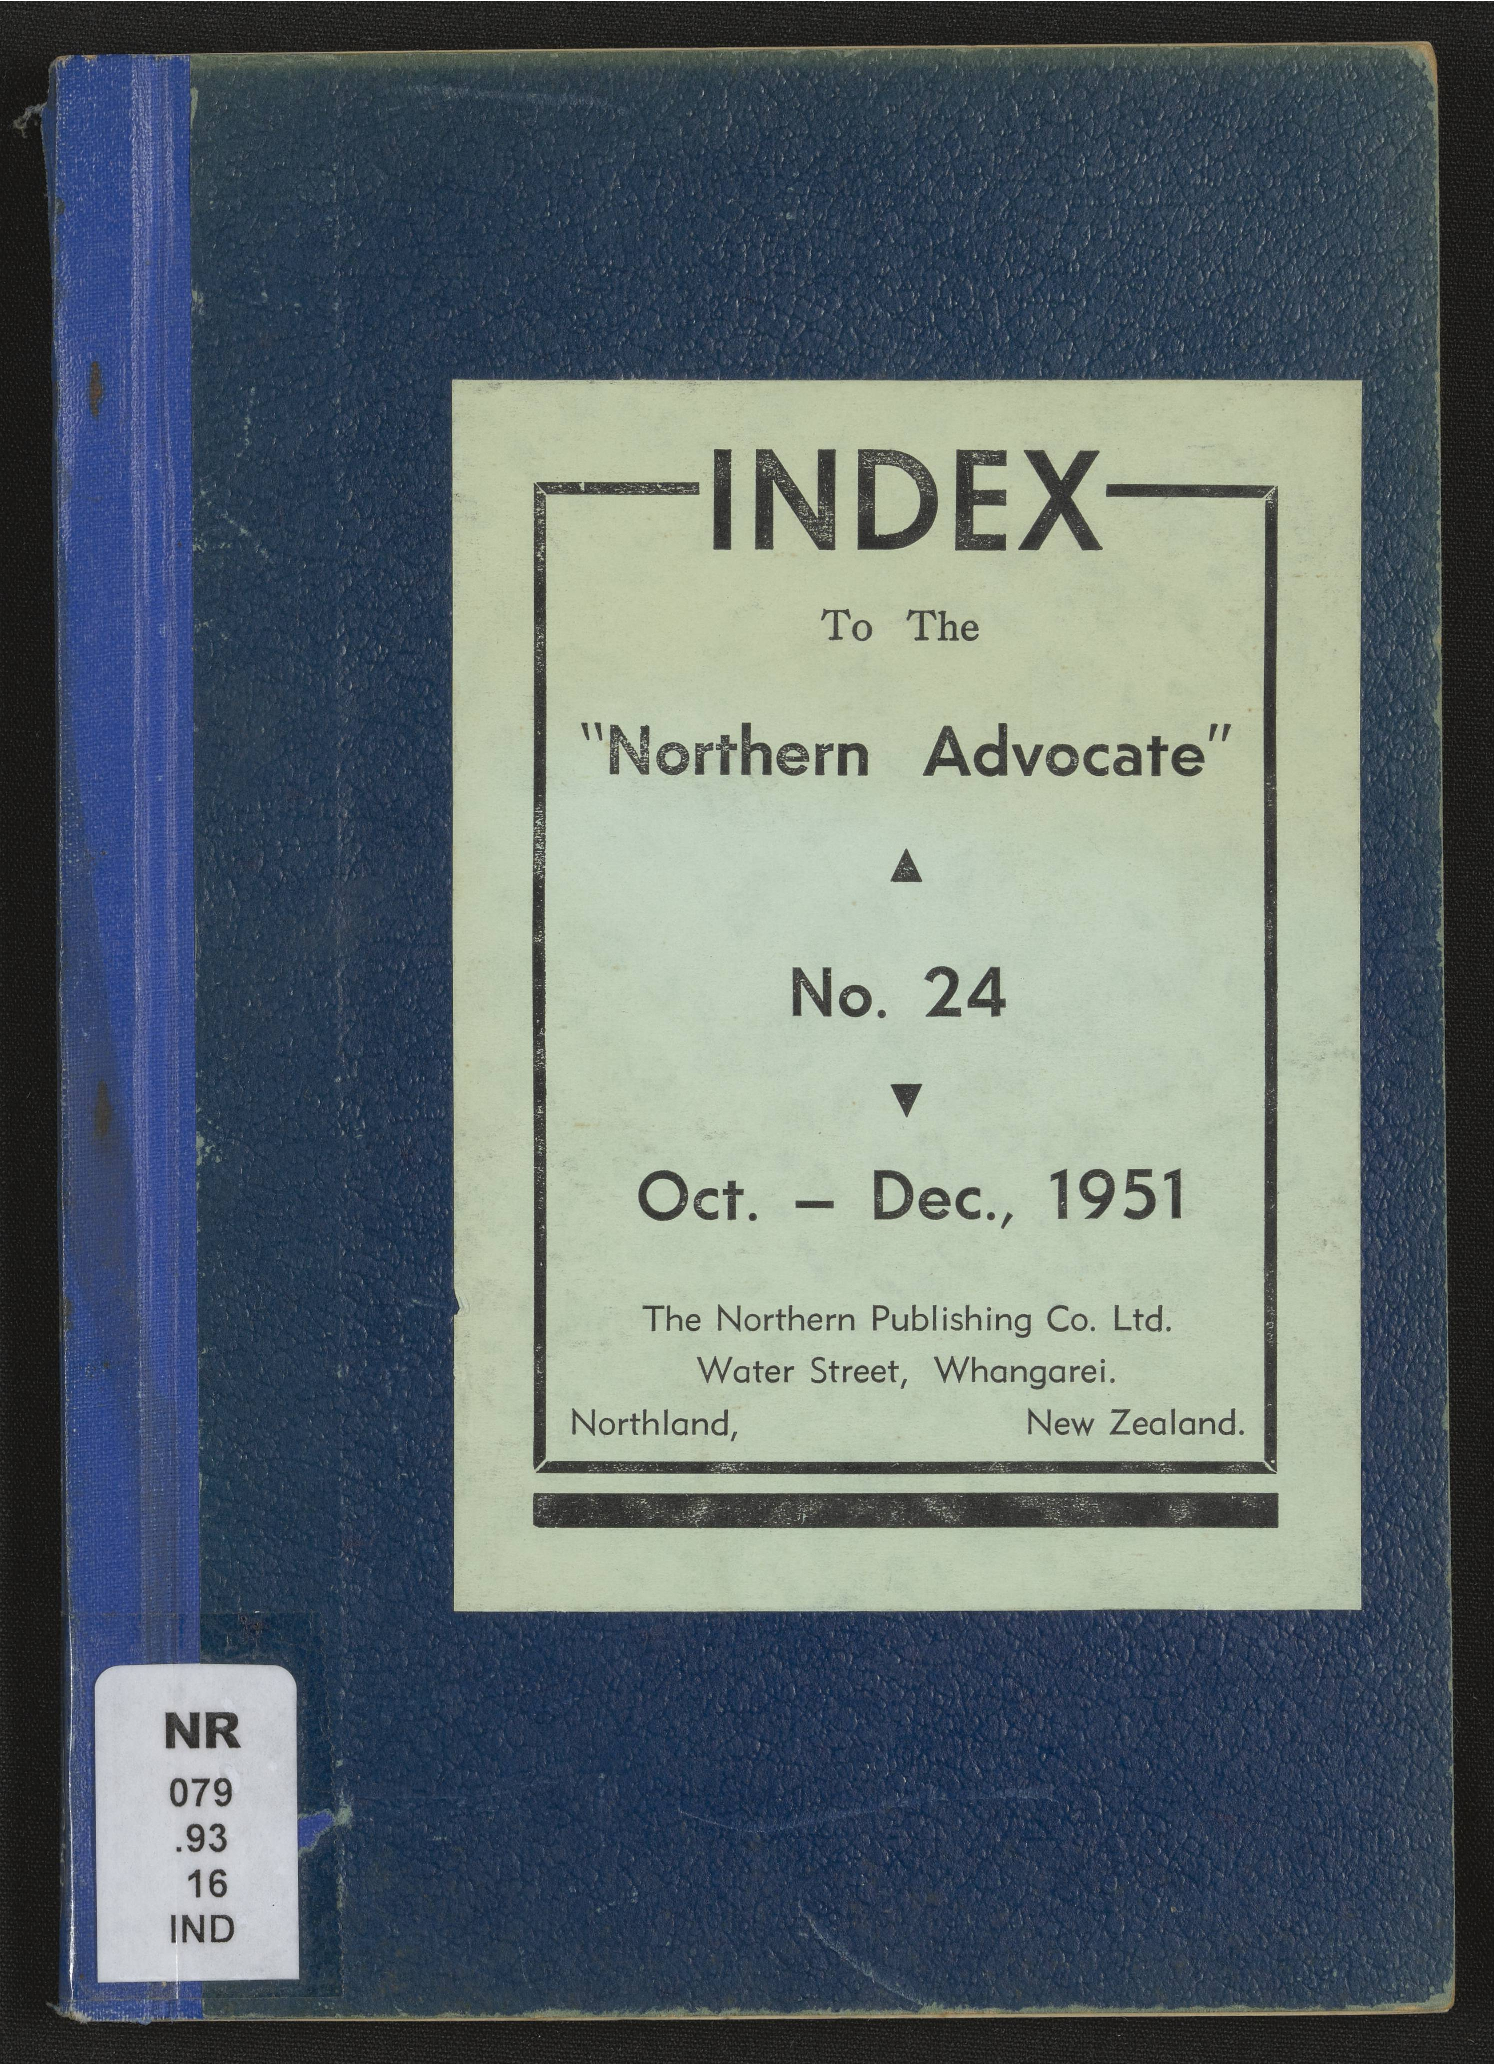 INDEX
To The
"Northern Advocate"
No. 24
Oct. – Dec., 1951
The Northern Publishing Co. Ltd.
Water Street, Whangarei.
Northland, New Zealand.
NR
079
.93
16
IND